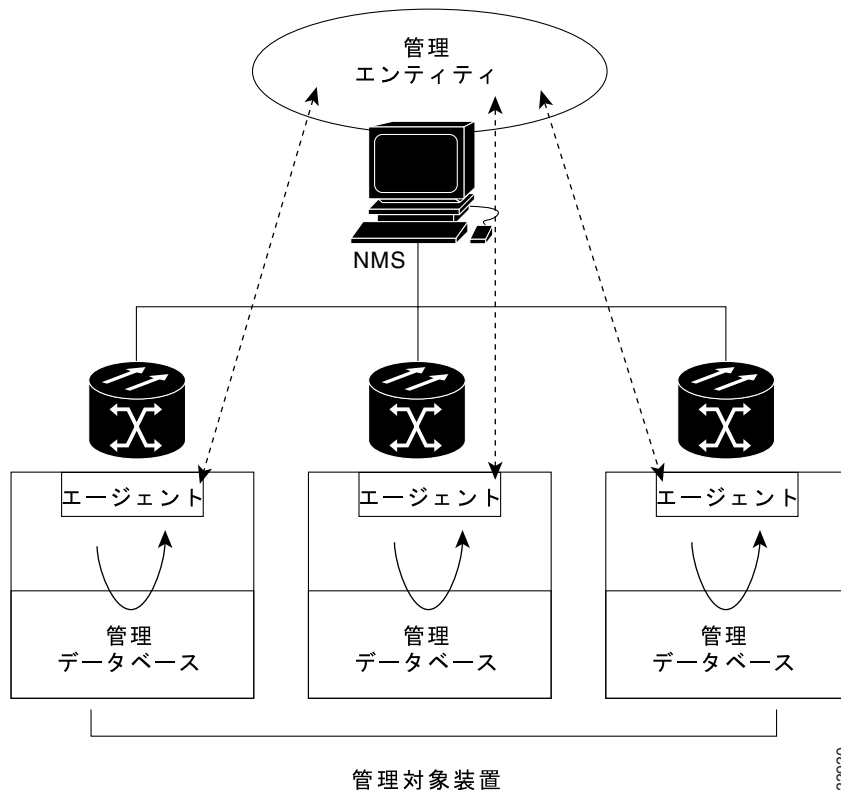 管理
エンティティ
NMS
エージェント
エージェント
エージェント
管理
データベース
管理
データベース
管理
データベース
管理対象装置